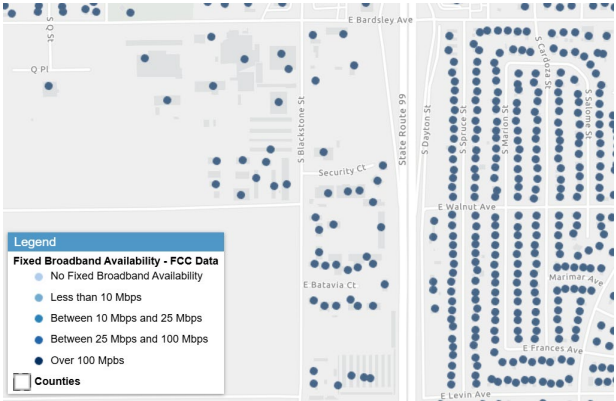 E Bardsley Ave
S Q St
Q Pl
S Blackstone St
State Route 99
S Dayton St
S Spruce St
S Marion St
S Cardoza St
S Salome St
Security Ct
E Walnut Ave
E Batavia Ct
Marimar Ave
E Frances Ave
E Levin Ave
Legend
Fixed Broadband Availability - FCC Data
No Fixed Broadband Availability
Less than 10 Mbps
Between 10 Mbps and 25 Mbps
Between 25 Mbps and 100 Mbps
Over 100 Mpbs
Counties